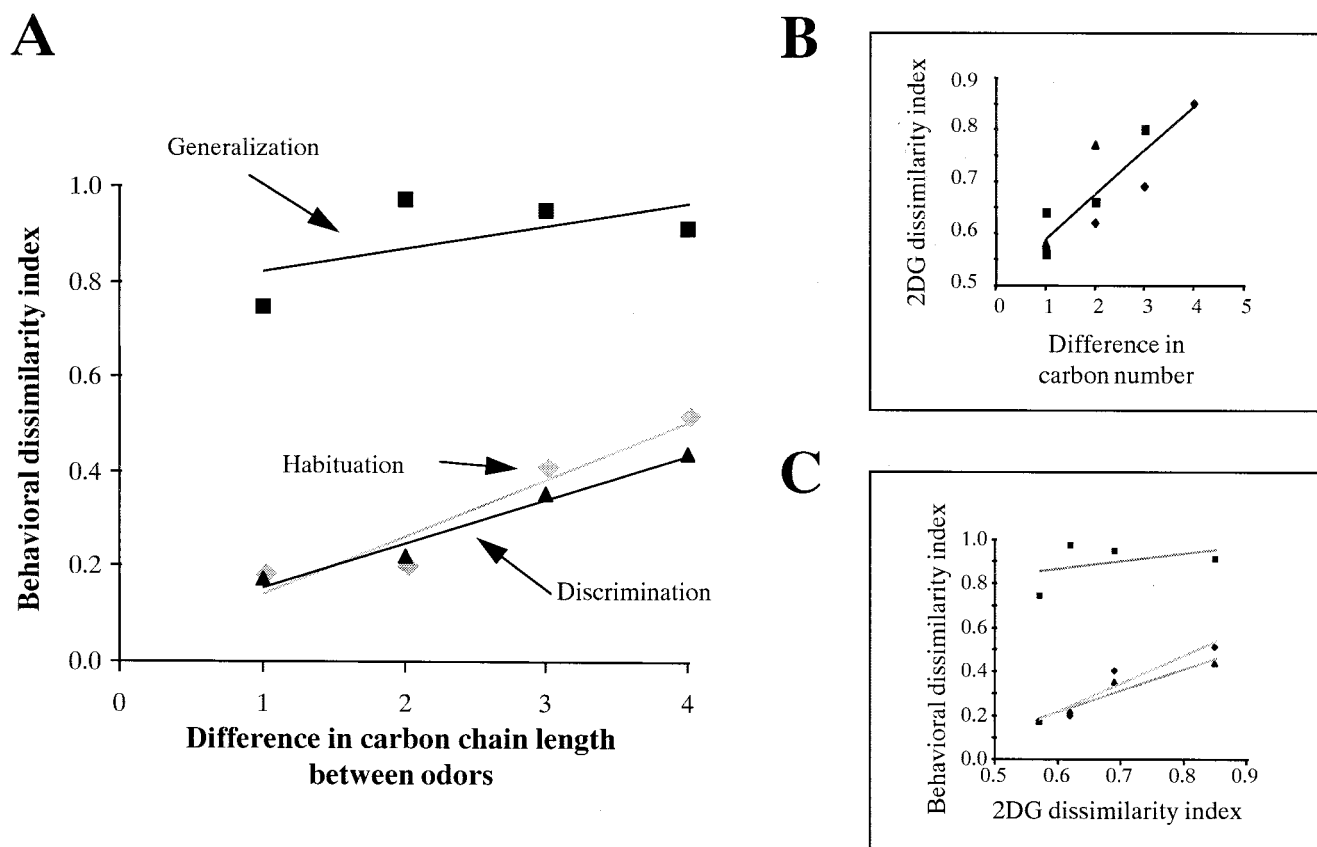 A
Generalization
Behavioral dissimilarity index
1.0
0.8
0.6
0.4
0.2
0.0
Habituation
Discrimination
0 1 2 3 4
Difference in carbon chain length
between odors
B
2DG dissimilarity index
0.9
0.8
0.7
0.6
0.5
0 1 2 3 4 5
Difference in
carbon number
C
Behavioral dissimilarity index
1.0
0.8
0.6
0.4
0.2
0.0
0.5 0.6 0.7 0.8 0.9
2DG dissimilarity index